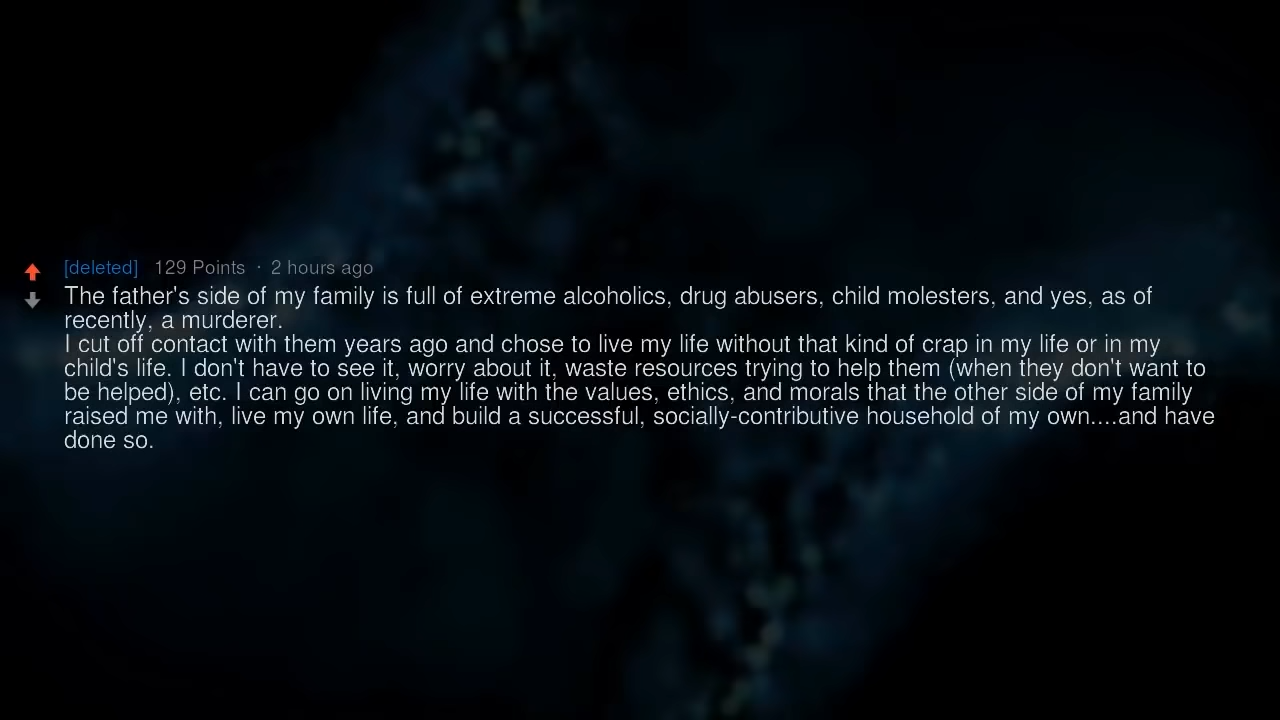 [deleted] 129 Points · 2 hours ago
The father's side of my family is full of extreme alcoholics, drug abusers, child molesters, and yes, as of
recently, a murderer.
I cut off contact with them years ago and chose to live my life without that kind of crap in my life or in my
child's life. I don't have to see it, worry about it, waste resources trying to help them (when they don't want to
be helped), etc. I can go on living my life with the values, ethics, and morals that the other side of my family
raised me with, live my own life, and build a successful, socially-contributive household of my own....and have
done so.